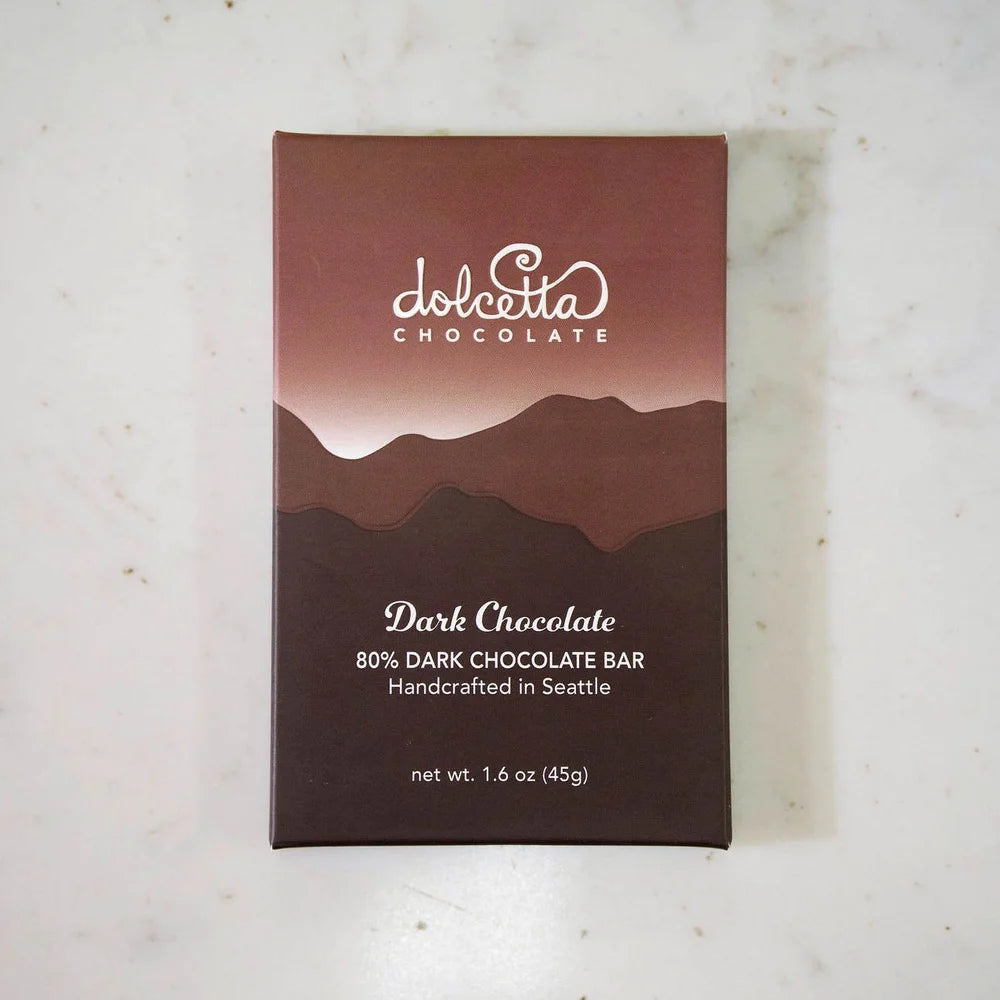 dolcetta
CHOCOLATE
Dark Chocolate
80% DARK CHOCOLATE BAR
Handcrafted in Seattle
net wt. 1.6 oz (45g)